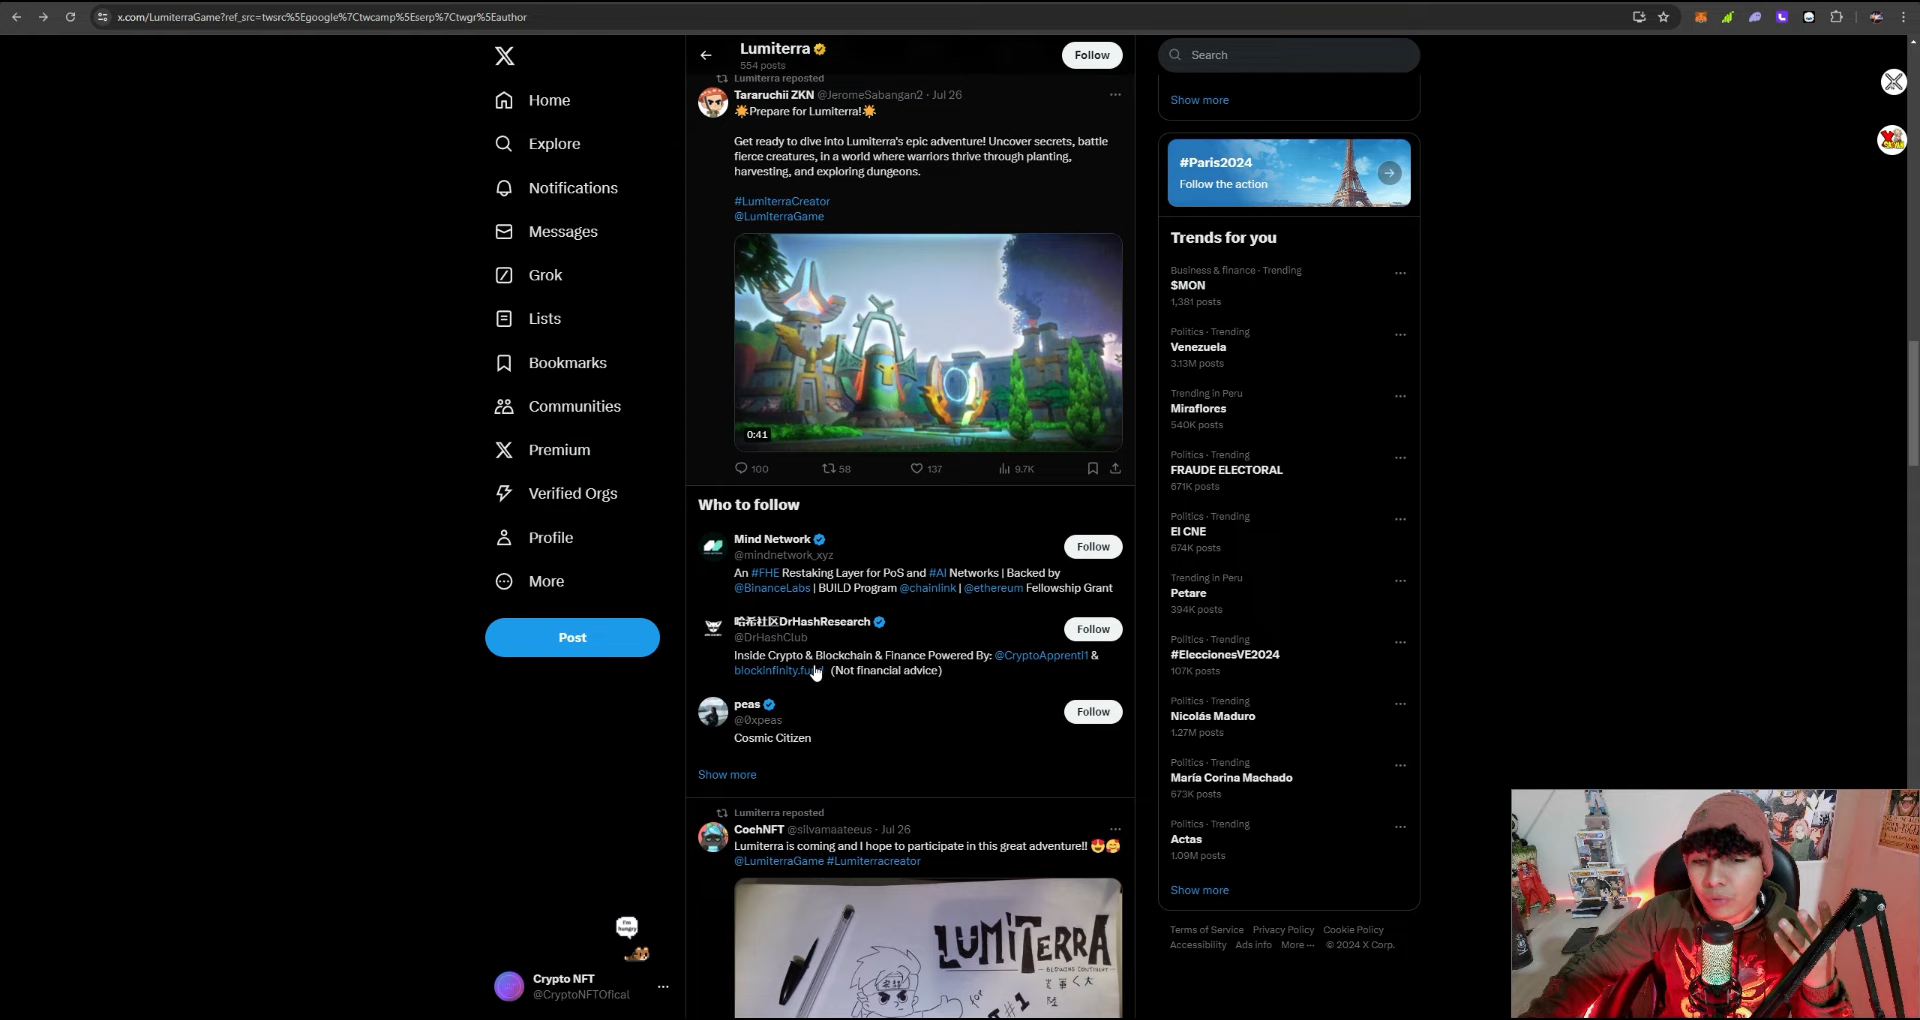 x.com/LumiterraGame?ref_src=twsrc%5Egoogle%7Ctwcamp%5Eserp%7Ctwgr%5Eauthor
Home
Explore
Notifications
Messages
Grok
Lists
Bookmarks
Communities
Premium
Verified Orgs
Profile
More
Post
I'm
hungry
Crypto NFT
@CryptoNFTOfical
Lumiterra
554 posts
Follow
Lumiterra reposted
Tararuchii ZKN @JeromeSabangan2 · Jul 26
🌟Prepare for Lumiterra!🌟
Get ready to dive into Lumiterra's epic adventure! Uncover secrets, battle
fierce creatures, in a world where warriors thrive through planting,
harvesting, and exploring dungeons.
#LumiterraCreator
@LumiterraGame
0:41
100 58 137 9.7K
Who to follow
Mind Network
@mindnetwork_xyz
Follow
An #FHE Restaking Layer for PoS and #AI Networks | Backed by
@BinanceLabs | BUILD Program @chainlink | @ethereum Fellowship Grant
哈希社区DrHashResearch
@DrHashClub
Follow
Inside Crypto & Blockchain & Finance Powered By: @CryptoApprenti1 &
blockinfinity.fund (Not financial advice)
peas
@0xpeas
Follow
Cosmic Citizen
Show more
Lumiterra reposted
CoehNFT @silvamaateeus · Jul 26
Lumiterra is coming and I hope to participate in this great adventure!! 😍🥰
@LumiterraGame #Lumiterracreator
LUMITERRA
#1
Search
Show more
#Paris2024
Follow the action
Trends for you
Business & finance · Trending
$MON
1,381 posts
Politics · Trending
Venezuela
3.13M posts
Trending in Peru
Miraflores
540K posts
Politics · Trending
FRAUDE ELECTORAL
671K posts
Politics · Trending
El CNE
674K posts
Trending in Peru
Petare
394K posts
Politics · Trending
#EleccionesVE2024
107K posts
Politics · Trending
Nicolás Maduro
1.27M posts
Politics · Trending
María Corina Machado
673K posts
Politics · Trending
Actas
1.09M posts
Show more
Terms of Service Privacy Policy Cookie Policy
Accessibility Ads info More ··· © 2024 X Corp.